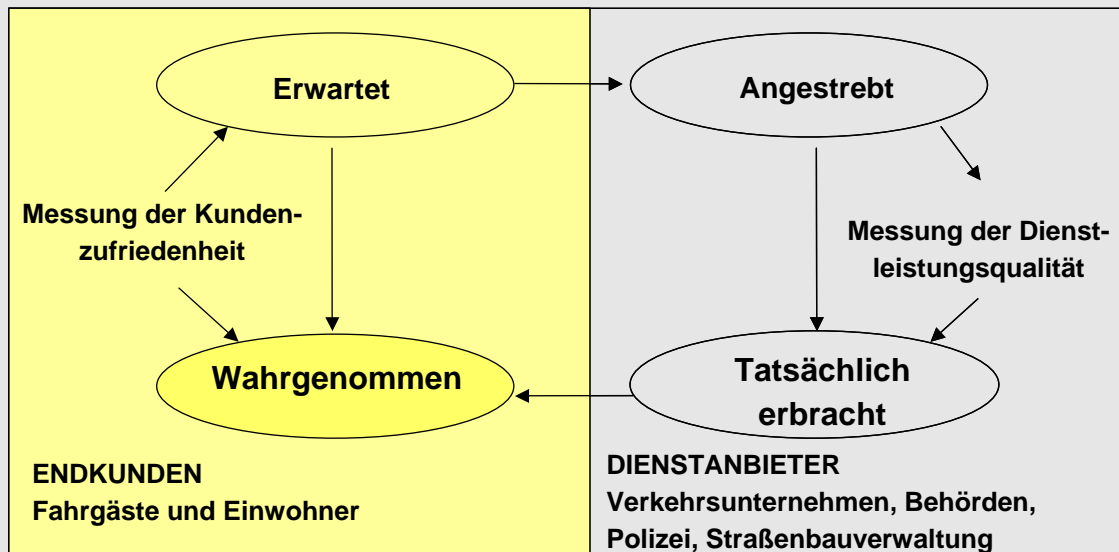 Erwartet
Angestrebt
Messung der Kunden-
zufriedenheit
Messung der Dienst-
leistungsqualität
Wahrgenommen
Tatsächlich
erbracht
ENDKUNDEN
Fahrgäste und Einwohner
DIENSTANBIETER
Verkehrsunternehmen, Behörden,
Polizei, Straßenbauverwaltung